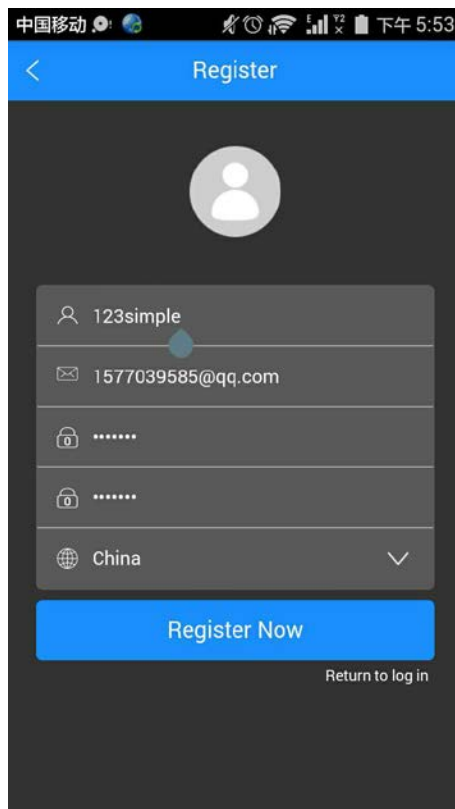 中国移动 下午 5:53
Register
123simple
1577039585@qq.com
•••••••
•••••••
China
Register Now
Return to log in